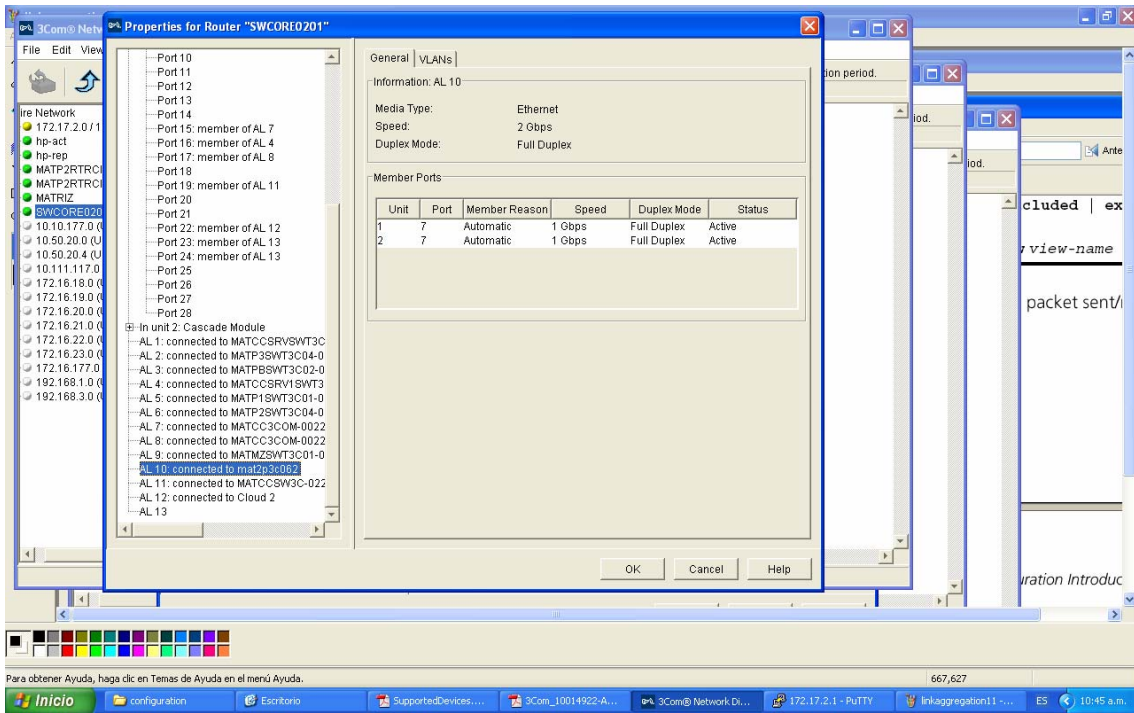 3Com® Netw
Properties for Router "SWCORE0201"
File Edit View
ire Network
172.17.2.0 / 1
hp-act
hp-rep
MATP2RTRCI
MATP2RTRCI
MATRIZ
SWCORE020
10.10.177.0 (U
10.50.20.0 (U
10.50.20.4 (U
10.111.117.0
172.16.18.0 (U
172.16.19.0 (U
172.16.20.0 (U
172.16.21.0 (U
172.16.22.0 (U
172.16.23.0 (U
172.16.177.0
192.168.1.0 (U
192.168.3.0 (U
Port 10
Port 11
Port 12
Port 13
Port 14
Port 15: member of AL 7
Port 16: member of AL 4
Port 17: member of AL 8
Port 18
Port 19: member of AL 11
Port 20
Port 21
Port 22: member of AL 12
Port 23: member of AL 13
Port 24: member of AL 13
Port 25
Port 26
Port 27
Port 28
In unit 2: Cascade Module
AL 1: connected to MATCCSRVSWT3C
AL 2: connected to MATP3SWT3C04-0
AL 3: connected to MATPBSWT3C02-0
AL 4: connected to MATCCSRV1SWT3
AL 5: connected to MATP1SWT3C01-0
AL 6: connected to MATP2SWT3C04-0
AL 7: connected to MATCC3COM-0022
AL 8: connected to MATCC3COM-0022
AL 9: connected to MATMZSWT3C01-0
AL 10: connected to mat2p3c062
AL 11: connected to MATCCSW3C-022
AL 12: connected to Cloud 2
AL 13
General VLANs
Information: AL 10
Media Type: Ethernet
Speed: 2 Gbps
Duplex Mode: Full Duplex
Member Ports
Unit Port Member Reason Speed Duplex Mode Status
1 7 Automatic 1 Gbps Full Duplex Active
2 7 Automatic 1 Gbps Full Duplex Active
OK Cancel Help
ion period.
iod.
iod.
Ante
cluded | ex
view-name
packet sent/
uration Introduc
Para obtener Ayuda, haga clic en Temas de Ayuda en el menú Ayuda.
667,627
Inicio
configuration
Escritorio
SupportedDevices....
3Com_10014922-A...
3Com® Network Di...
172.17.2.1 - PuTTY
linkaggregation11 -...
ES
10:45 a.m.